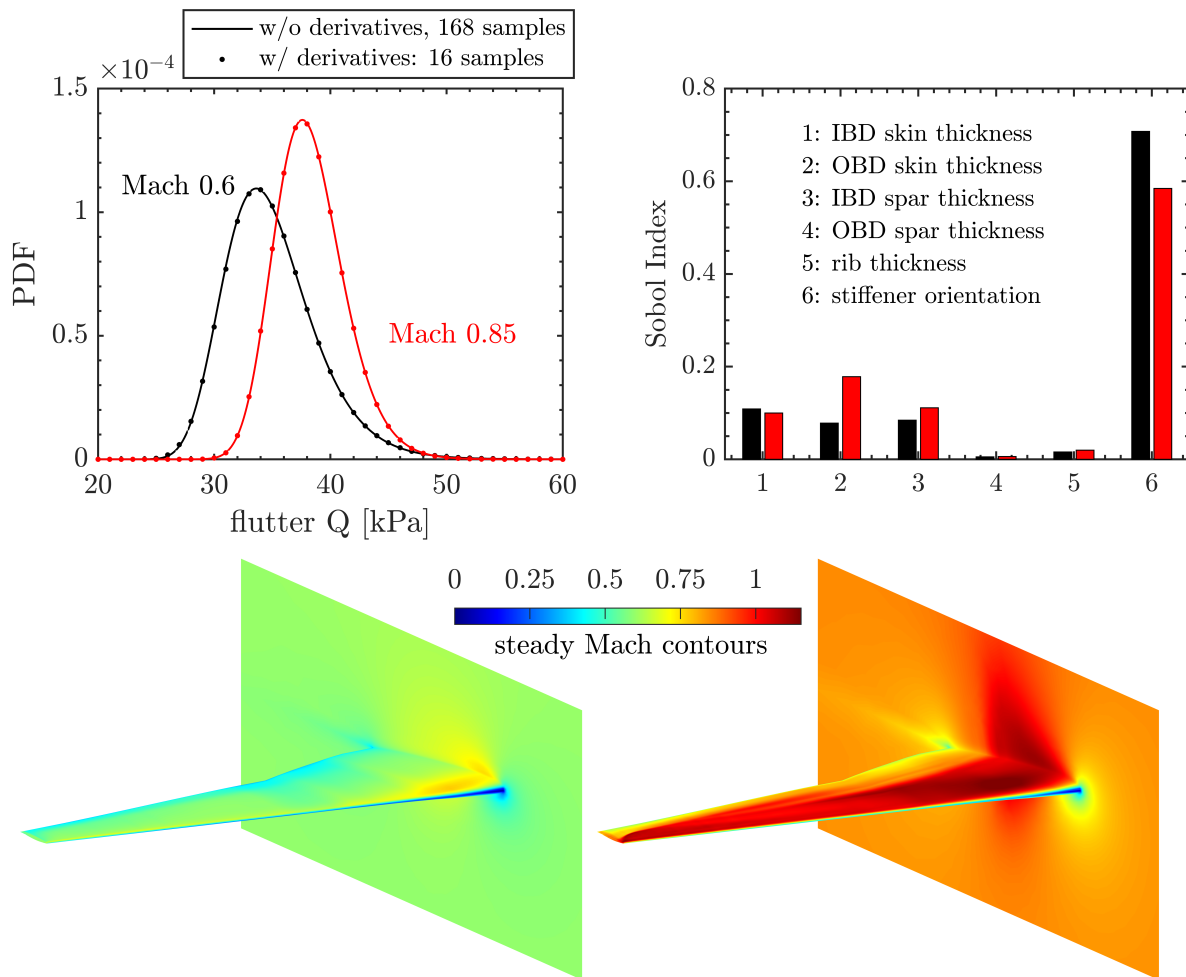 w/o derivatives, 168 samples
w/ derivatives: 16 samples
×10⁻⁴
1.5
1
0.5
0
PDF
Mach 0.6
Mach 0.85
20 30 40 50 60
flutter Q [kPa]
0.8
0.6
0.4
0.2
0
Sobol Index
1: IBD skin thickness
2: OBD skin thickness
3: IBD spar thickness
4: OBD spar thickness
5: rib thickness
6: stiffener orientation
1 2 3 4 5 6
0 0.25 0.5 0.75 1
steady Mach contours